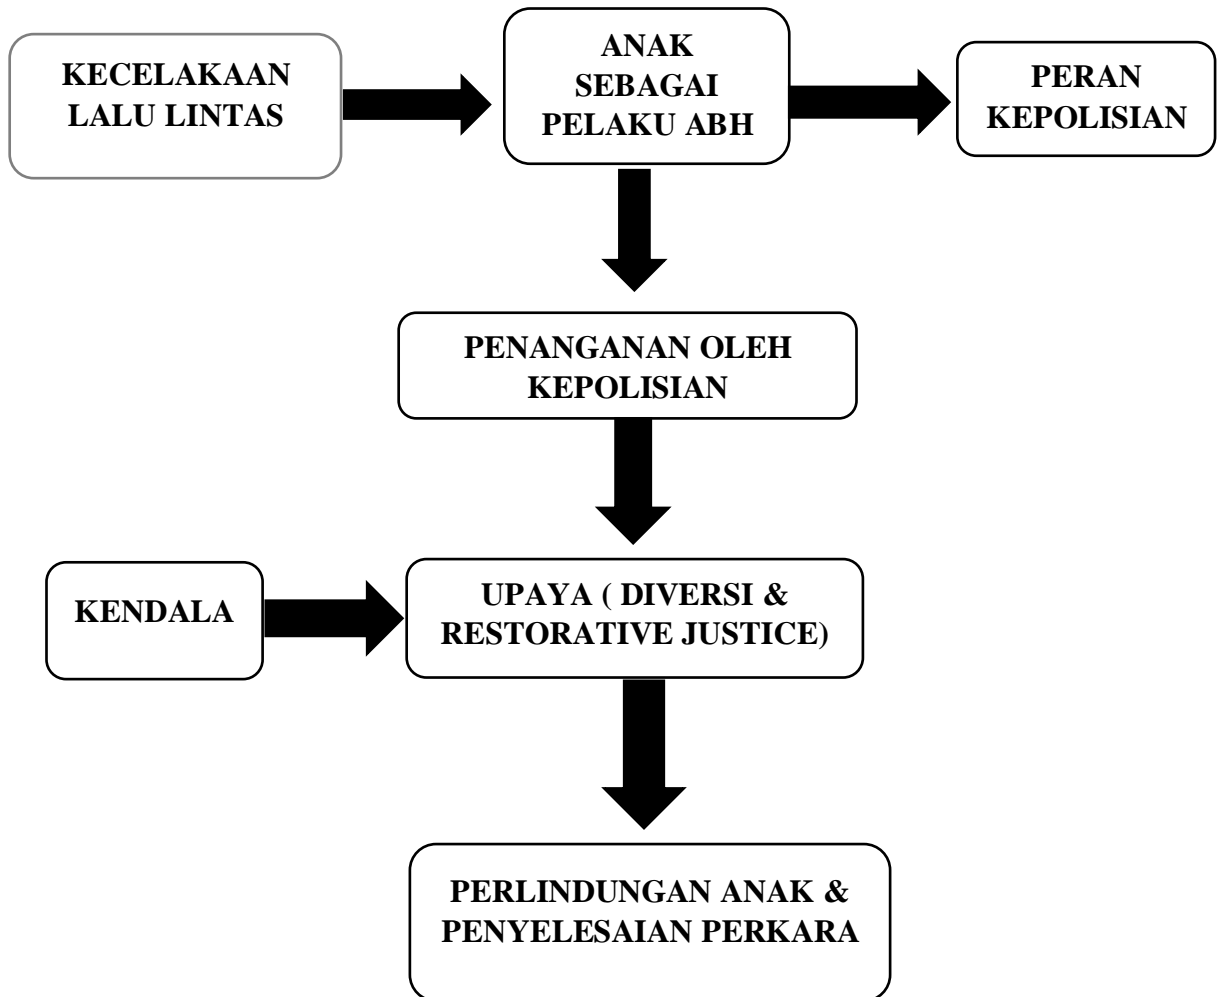 KECELAKAAN
LALU LINTAS
ANAK
SEBAGAI
PELAKU ABH
PERAN
KEPOLISIAN
PENANGANAN OLEH
KEPOLISIAN
KENDALA
UPAYA ( DIVERSI &
RESTORATIVE JUSTICE)
PERLINDUNGAN ANAK &
PENYELESAIAN PERKARA